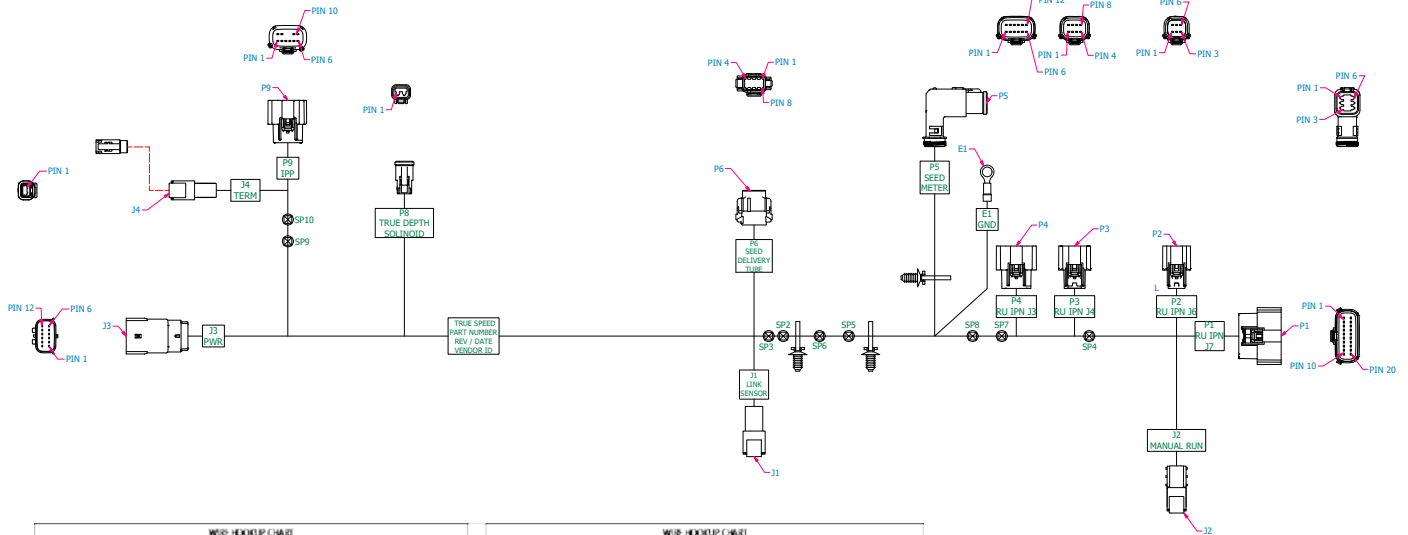 PIN 10
PIN 1
PIN 6
P9
PIN 1
PIN 4
PIN 1
PIN 8
PIN 12
PIN 1
PIN 6
PIN 8
PIN 1
PIN 4
PIN 6
PIN 1
PIN 3
PIN 6
PIN 1
PIN 3
P5
E1
PIN 1
J4
P9
IPP
J4
TERM
SP10
SP9
P8
TRUE DEPTH
SOLINOID
P6
P6
SEED
DELIVERY
TUBE
P5
SEED
METER
E1
GND
P4
P3
P2
L
P4
RU IPN J3
P3
RU IPN J4
P2
RU IPN J6
PIN 12
PIN 6
PIN 1
J3
J3
PWR
TRUE SPEED
PART NUMBER
REV / DATE
VENDOR ID
SP3
SP2
SP6
SP5
SP8
SP7
SP4
P1
RU IPN
J7
P1
PIN 1
PIN 10
PIN 20
J1
LINK
SENSOR
J1
J2
MANUAL RUN
J2
WIRE HOOKUP CHART
WIRE HOOKUP CHART